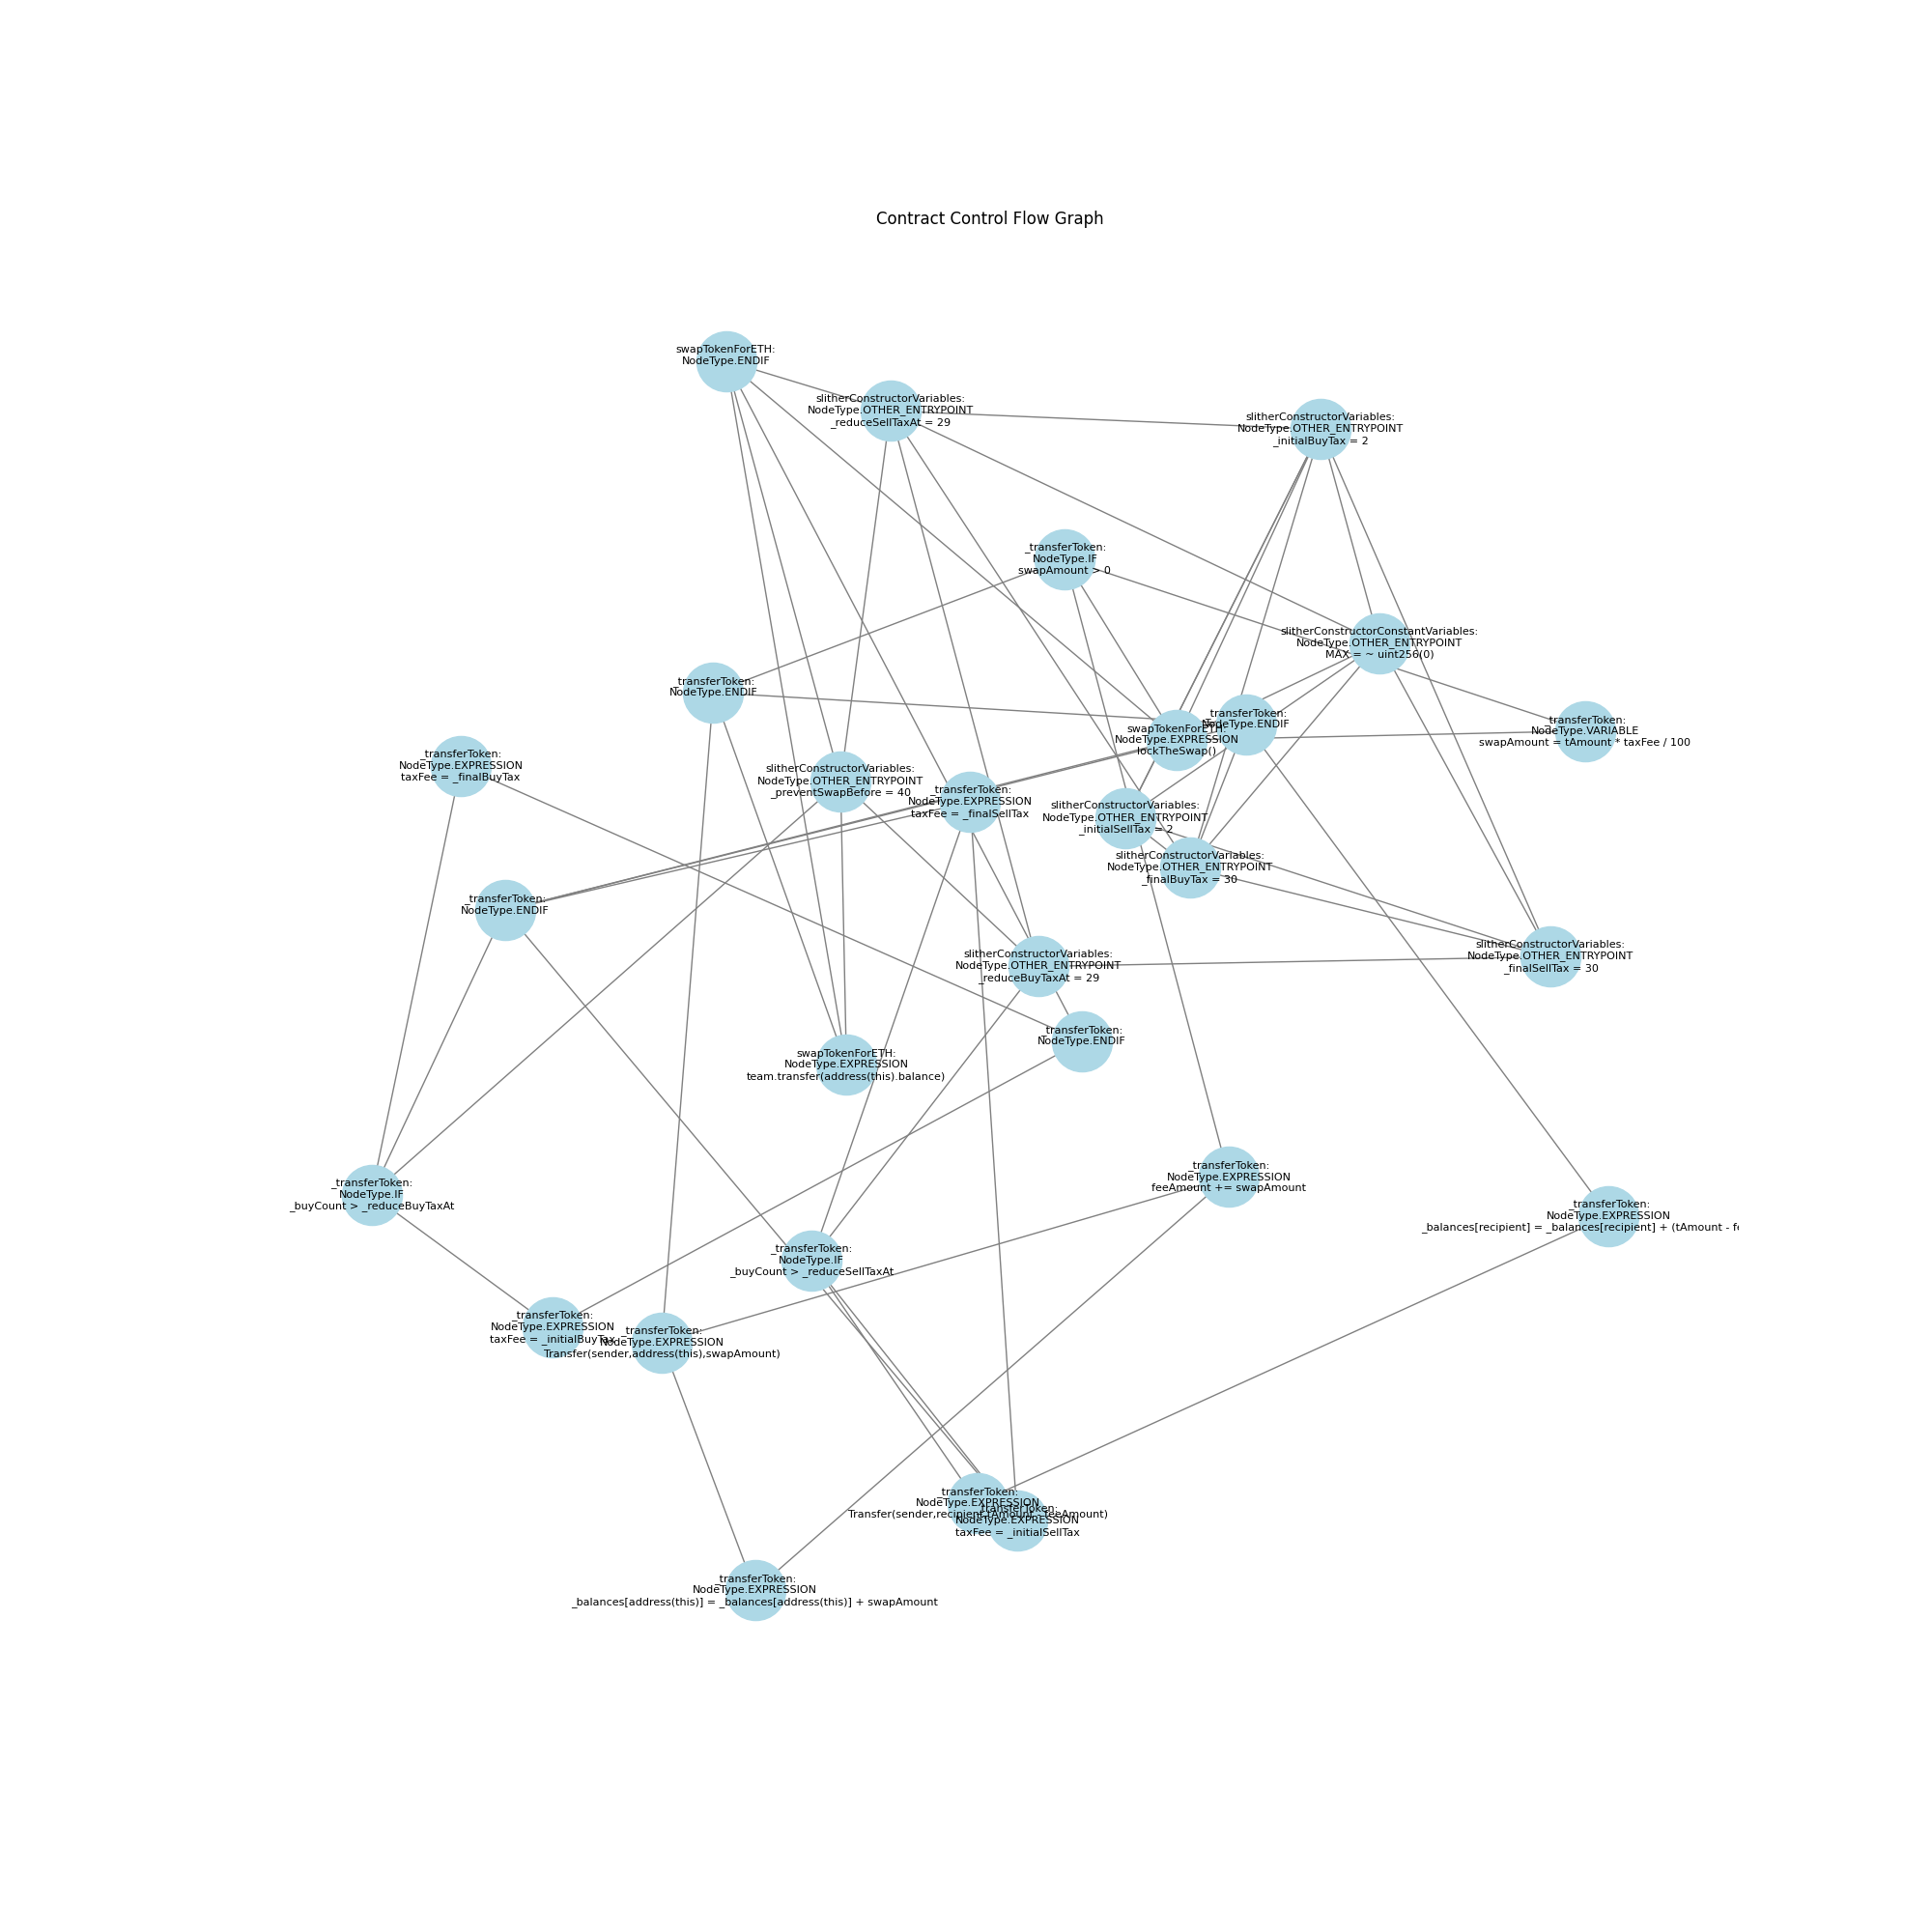 Contract Control Flow Graph
swapTokenForETH:
NodeType.ENDIF
slitherConstructorVariables:
NodeType.OTHER_ENTRYPOINT
_reduceSellTaxAt = 29
slitherConstructorVariables:
NodeType.OTHER_ENTRYPOINT
_initialBuyTax = 2
_transferToken:
NodeType.IF
swapAmount > 0
slitherConstructorConstantVariables:
NodeType.OTHER_ENTRYPOINT
MAX = ~ uint256(0)
_transferToken:
NodeType.ENDIF
_transferToken:
NodeType.ENDIF
_transferToken:
NodeType.VARIABLE
swapAmount = tAmount * taxFee / 100
swapTokenForETH:
NodeType.EXPRESSION
lockTheSwap()
_transferToken:
NodeType.EXPRESSION
taxFee = _finalBuyTax
slitherConstructorVariables:
NodeType.OTHER_ENTRYPOINT
_preventSwapBefore = 40
_transferToken:
NodeType.EXPRESSION
taxFee = _finalSellTax
slitherConstructorVariables:
NodeType.OTHER_ENTRYPOINT
_initialSellTax = 2
slitherConstructorVariables:
NodeType.OTHER_ENTRYPOINT
_finalBuyTax = 30
_transferToken:
NodeType.ENDIF
slitherConstructorVariables:
NodeType.OTHER_ENTRYPOINT
_finalSellTax = 30
slitherConstructorVariables:
NodeType.OTHER_ENTRYPOINT
_reduceBuyTaxAt = 29
_transferToken:
NodeType.ENDIF
swapTokenForETH:
NodeType.EXPRESSION
team.transfer(address(this).balance)
_transferToken:
NodeType.EXPRESSION
feeAmount += swapAmount
_transferToken:
NodeType.IF
_buyCount > _reduceBuyTaxAt
_transferToken:
NodeType.EXPRESSION
_balances[recipient] = _balances[recipient] + (tAmount - fe
_transferToken:
NodeType.IF
_buyCount > _reduceSellTaxAt
_transferToken:
NodeType.EXPRESSION
taxFee = _initialBuyTax
_transferToken:
NodeType.EXPRESSION
Transfer(sender,address(this),swapAmount)
_transferToken:
NodeType.EXPRESSION
Transfer(sender,recipient,tAmount - feeAmount)
_transferToken:
NodeType.EXPRESSION
taxFee = _initialSellTax
_transferToken:
NodeType.EXPRESSION
_balances[address(this)] = _balances[address(this)] + swapAmount